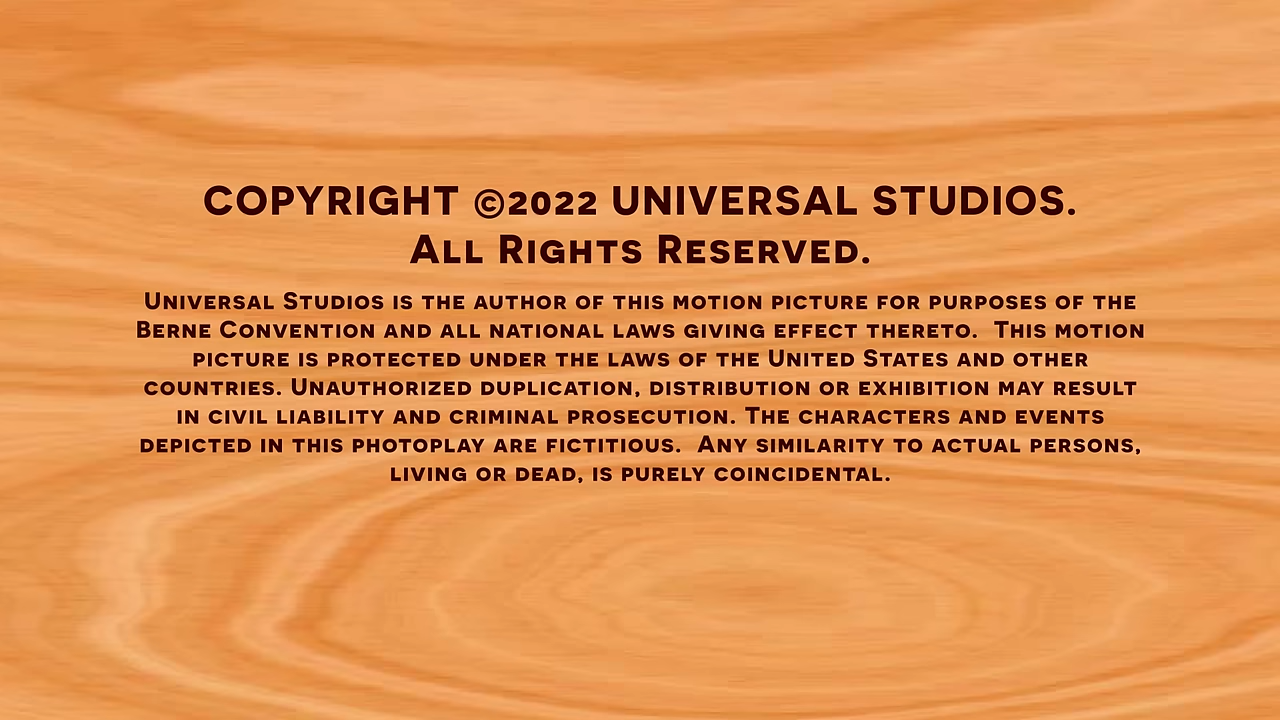 COPYRIGHT ©2022 UNIVERSAL STUDIOS.
ALL RIGHTS RESERVED.
UNIVERSAL STUDIOS IS THE AUTHOR OF THIS MOTION PICTURE FOR PURPOSES OF THE
BERNE CONVENTION AND ALL NATIONAL LAWS GIVING EFFECT THERETO.  THIS MOTION
PICTURE IS PROTECTED UNDER THE LAWS OF THE UNITED STATES AND OTHER
COUNTRIES. UNAUTHORIZED DUPLICATION, DISTRIBUTION OR EXHIBITION MAY RESULT
IN CIVIL LIABILITY AND CRIMINAL PROSECUTION. THE CHARACTERS AND EVENTS
DEPICTED IN THIS PHOTOPLAY ARE FICTITIOUS.  ANY SIMILARITY TO ACTUAL PERSONS,
LIVING OR DEAD, IS PURELY COINCIDENTAL.